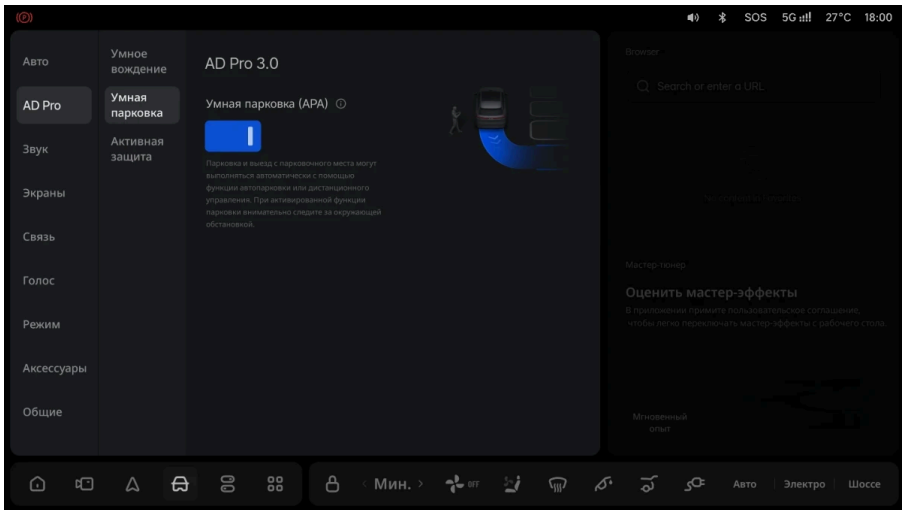 (P) SOS 5G 27°C 18:00
Авто
AD Pro
Звук
Экраны
Связь
Голос
Режим
Аксессуары
Общие
Умное
вождение
Умная
парковка
Активная
защита
AD Pro 3.0
Умная парковка (APA)
Парковка и выезд с парковочного места могут
выполняться автоматически с помощью
функции автопарковки или дистанционного
управления. При активированной функции
парковки внимательно следите за окружающей
обстановкой.
Browser
Search or enter a URL
Мастер-тюнер
Оценить мастер-эффекты
В приложении примите пользовательское соглашение,
чтобы легко переключать мастер-эффекты с рабочего стола.
Мгновенный
опыт
< Мин. > OFF Авто Электро Шоссе